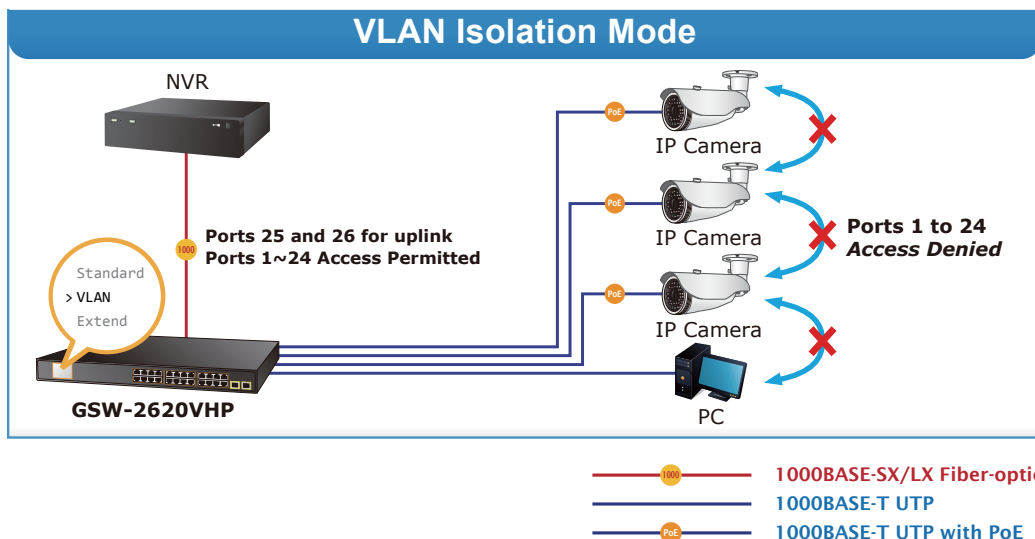 VLAN Isolation Mode
NVR
PoE
IP Camera
1000
Ports 25 and 26 for uplink
Ports 1~24 Access Permitted
PoE
IP Camera
Ports 1 to 24
Access Denied
Standard
> VLAN
Extend
PoE
IP Camera
GSW-2620VHP
PC
1000
1000BASE-SX/LX Fiber-optic
1000BASE-T UTP
PoE
1000BASE-T UTP with PoE